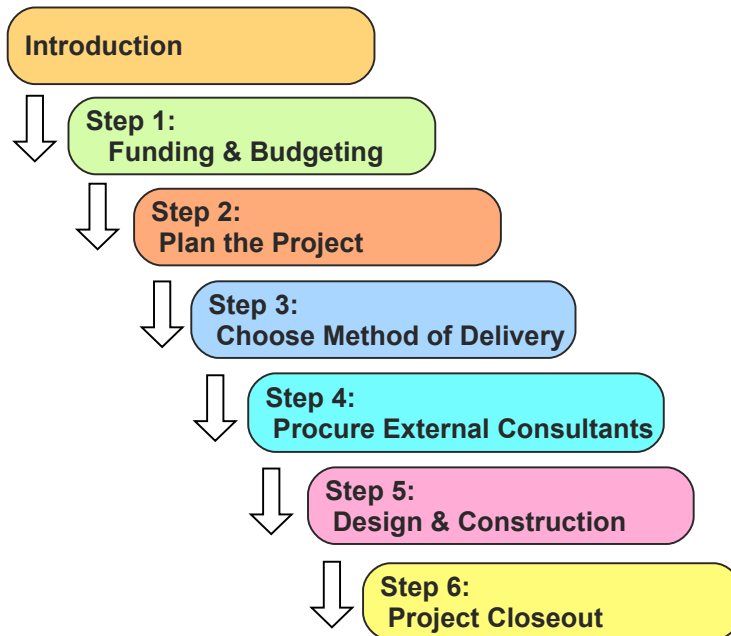 Introduction
Step 1:
Funding & Budgeting
Step 2:
Plan the Project
Step 3:
Choose Method of Delivery
Step 4:
Procure External Consultants
Step 5:
Design & Construction
Step 6:
Project Closeout